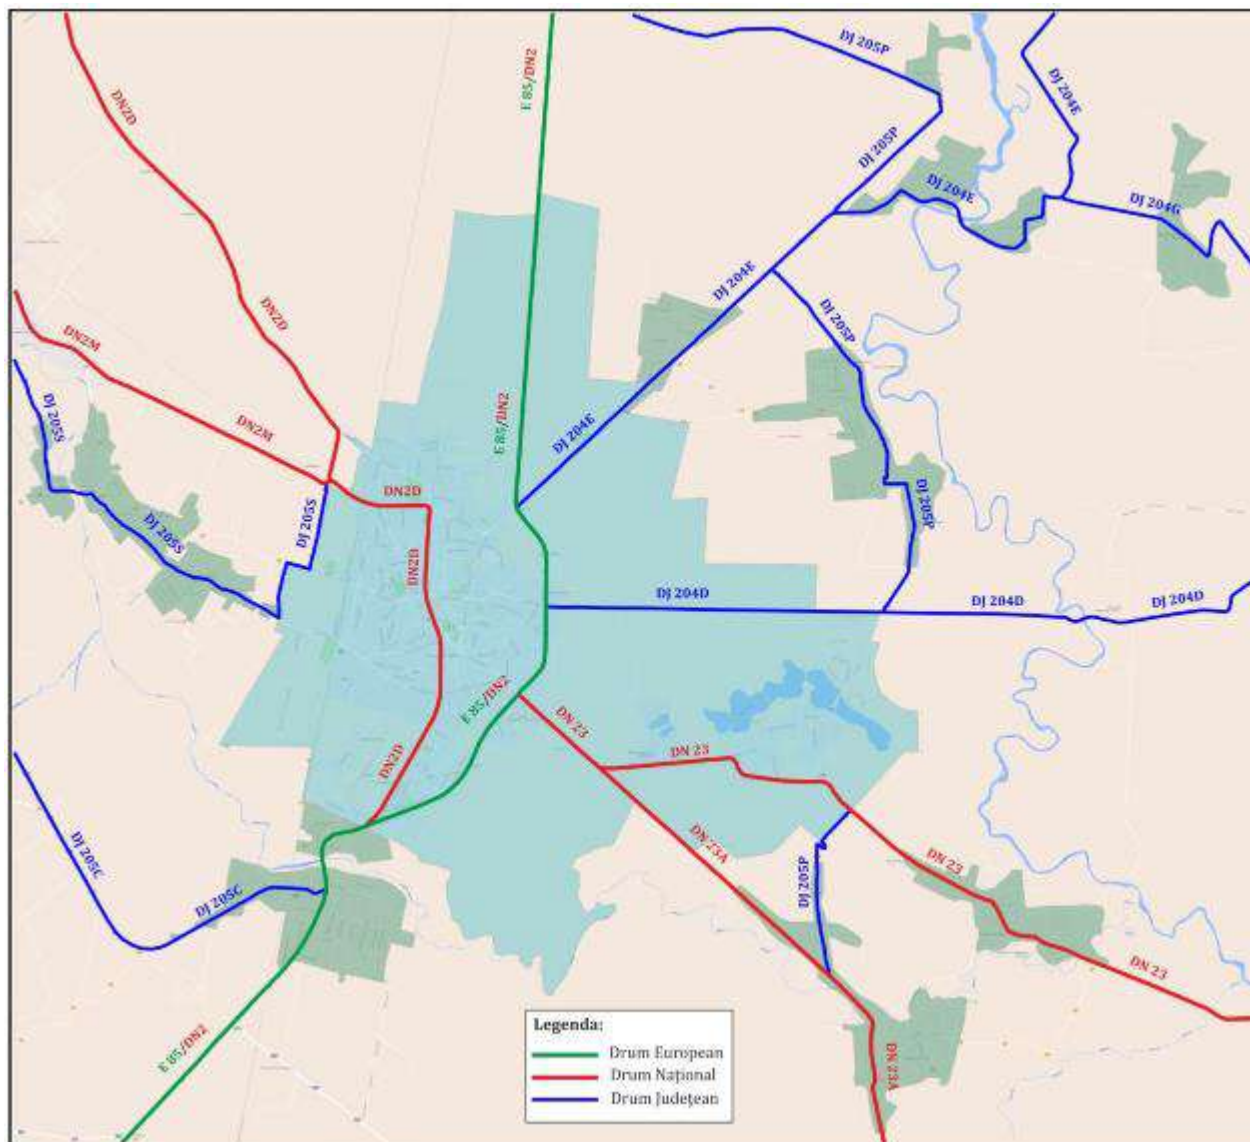 DJ 205P
E 85/DN2
DN2D
DJ 204E
DJ 205P
DJ 204E
DJ 204G
DJ 204E
DN2D
DJ 205P
DN2M
DJ 205S
DN2M
E 85/DN2
DJ 204E
DN2D
DJ 205S
DJ 205S
DJ 205P
DN2D
DJ 204D
DJ 204D
DJ 204D
E 85/DN2
DN 23
DN2D
DN 23
DJ 205C
DN 23A
DJ 205P
DN 23
DJ 205C
DN 23
E 85/DN2
DN 23A
Legenda:
Drum European
Drum Național
Drum Județean